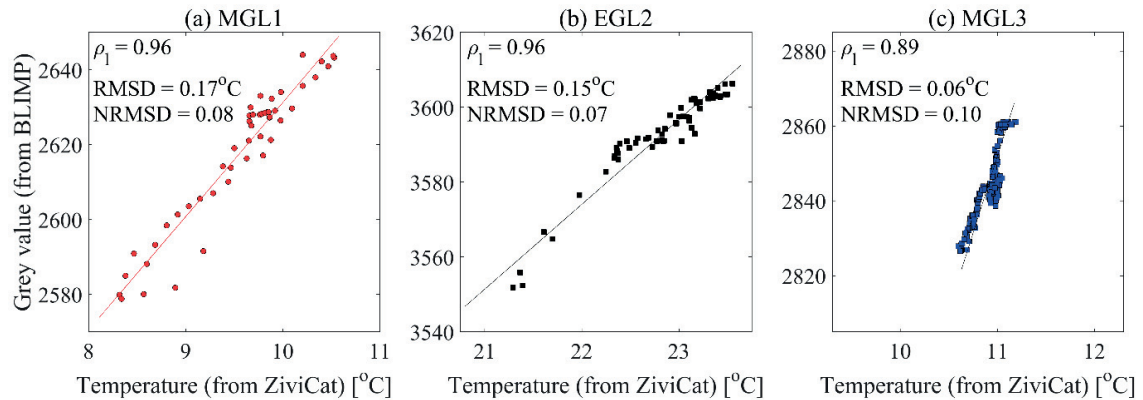 (a) MGL1
ρ1 = 0.96
RMSD = 0.17°C
NRMSD = 0.08
Grey value (from BLIMP)
2640
2620
2600
2580
8 9 10 11
Temperature (from ZiviCat) [°C]
(b) EGL2
ρ1 = 0.96
RMSD = 0.15°C
NRMSD = 0.07
3620
3600
3580
3560
3540
21 22 23
Temperature (from ZiviCat) [°C]
(c) MGL3
ρ1 = 0.89
RMSD = 0.06°C
NRMSD = 0.10
2880
2860
2840
2820
10 11 12
Temperature (from ZiviCat) [°C]